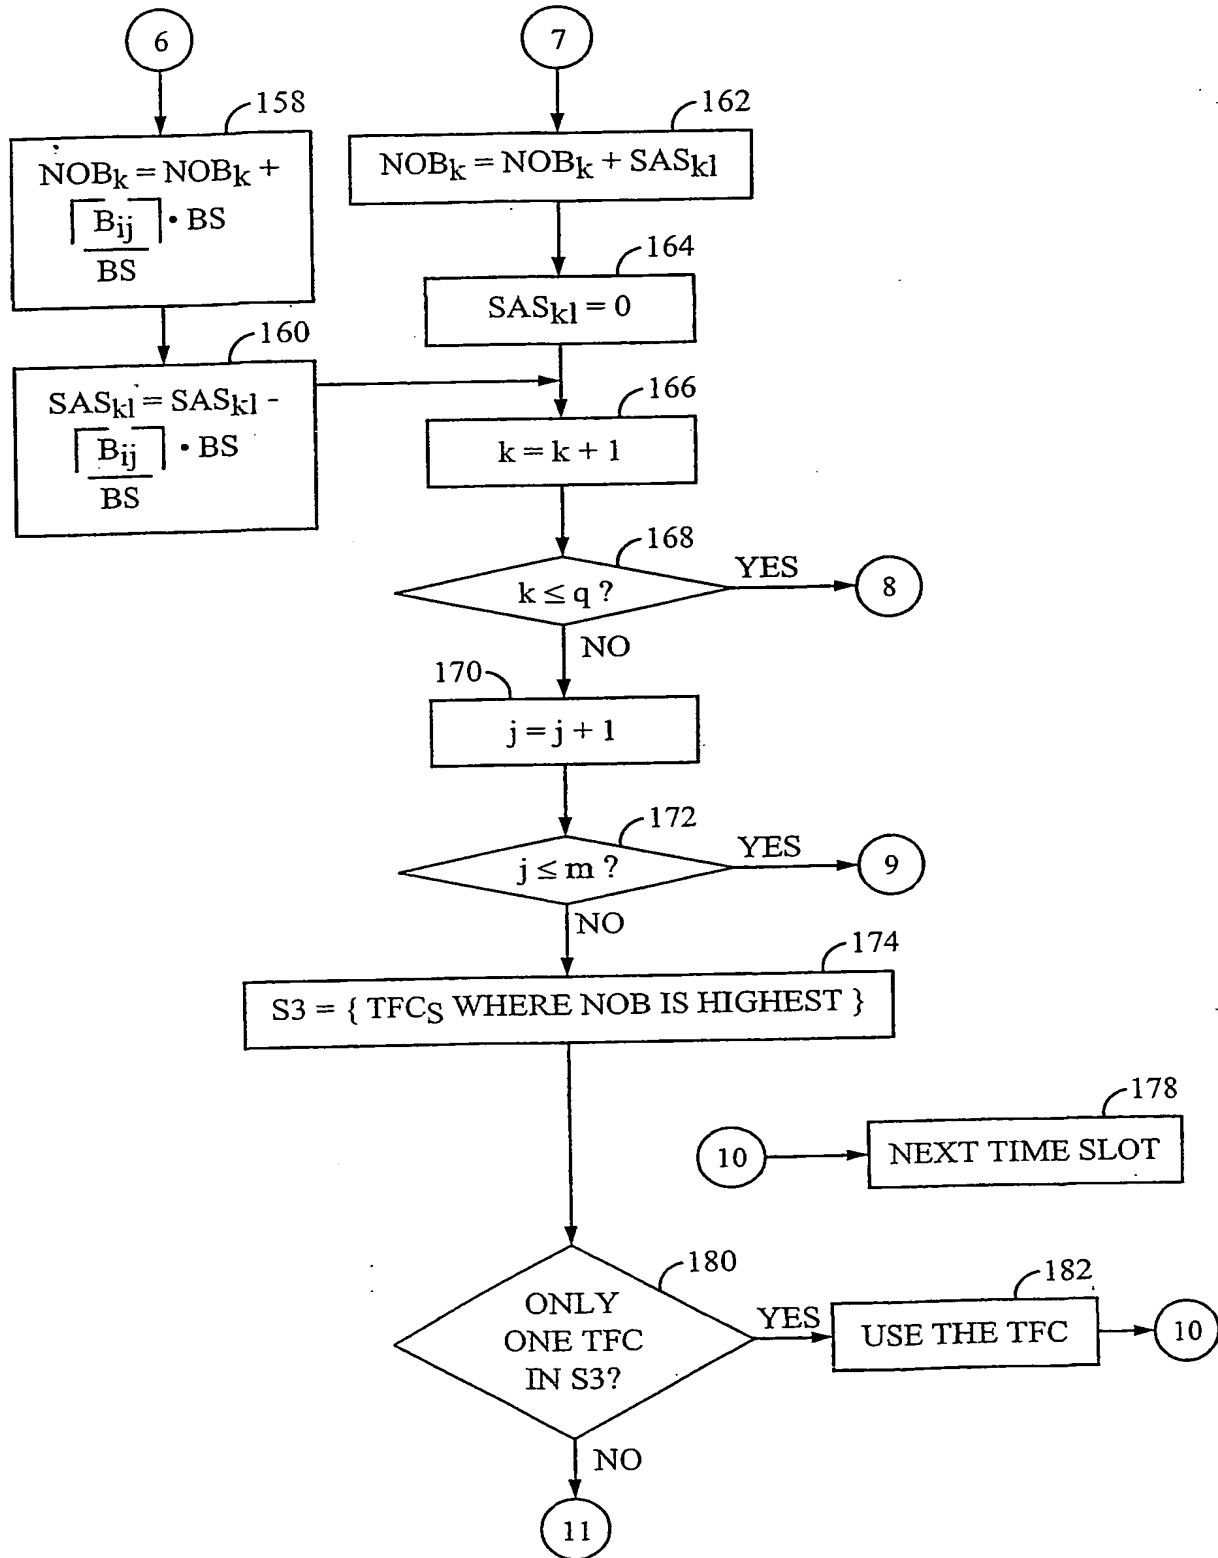 6
7
158
NOBk = NOBk +
⌈Bij⌉ • BS
BS
162
NOBk = NOBk + SASkl
164
SASkl = 0
160
SASkl = SASkl -
⌈Bij⌉ • BS
BS
166
k = k + 1
168
k ≤ q ?
YES
8
NO
170
j = j + 1
172
j ≤ m ?
YES
9
NO
174
S3 = { TFCS WHERE NOB IS HIGHEST }
178
10
NEXT TIME SLOT
180
ONLY
ONE TFC
IN S3?
YES
182
USE THE TFC
10
NO
11